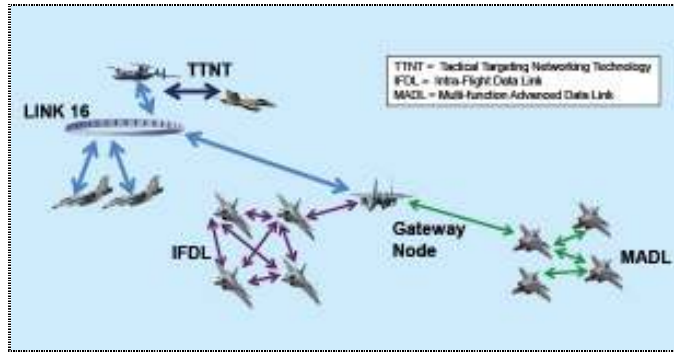 TTNT
TTNT = Tactical Targeting Networking Technology
IFDL = Intra-Flight Data Link
MADL = Multi-function Advanced Data Link
LINK 16
IFDL
Gateway
Node
MADL